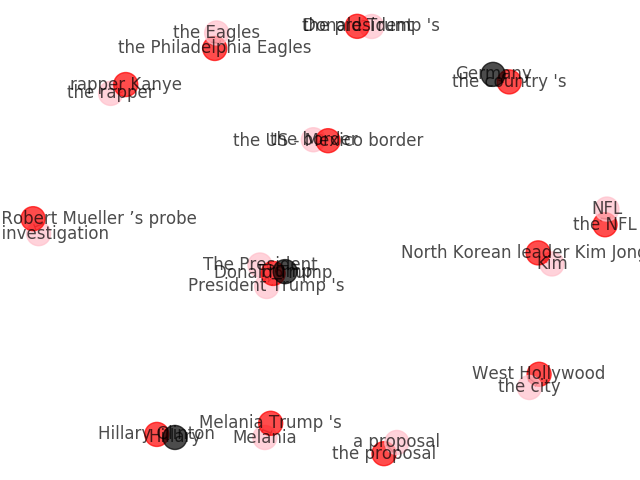 the Eagles
the Philadelphia Eagles
the president
Donald Trump 's
Germany
the country 's
rapper Kanye
the rapper
the border
the US - Mexico border
NFL
the NFL
Robert Mueller ’s probe
investigation
North Korean leader Kim Jong
Kim
The President
Donald Trump
Trump
President Trump 's
West Hollywood
the city
Melania Trump 's
Melania
Hillary Clinton
Hillary
a proposal
the proposal